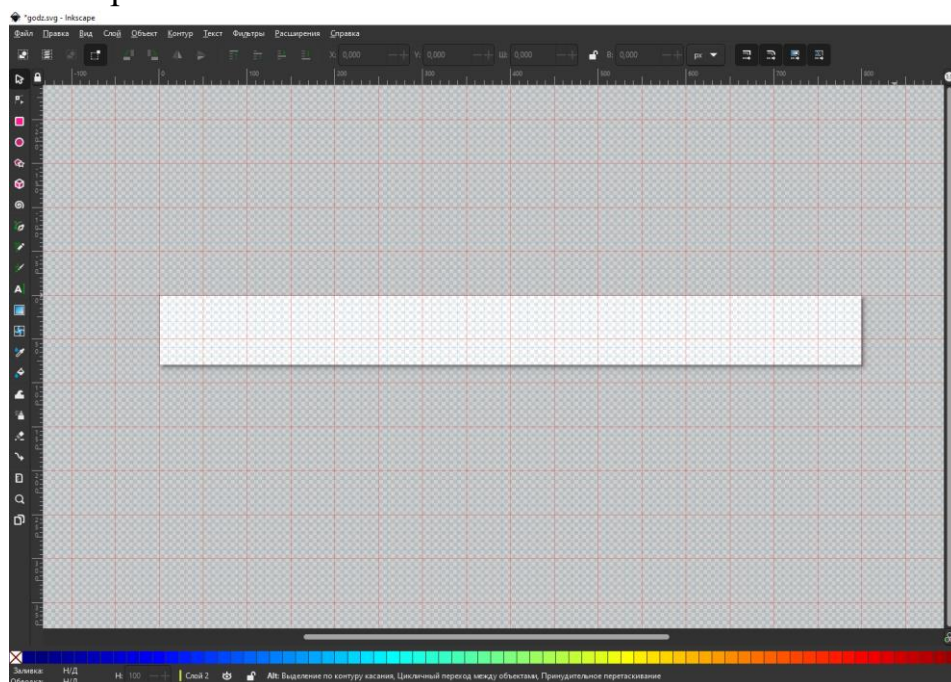 *godz.svg - Inkscape
Файл Правка Вид Слой Объект Контур Текст Фильтры Расширения Справка
X: 0,000 Y: 0,000 Ш: 0,000 В: 0,000 px
-100 0 100 200 300 400 500 600 700 800
Заливка: Н/Д
Обводка: Н/Д
Н: 100 Слой 2 Alt: Выделение по контуру касания, Цикличный переход между объектами, Принудительное перетаскивание